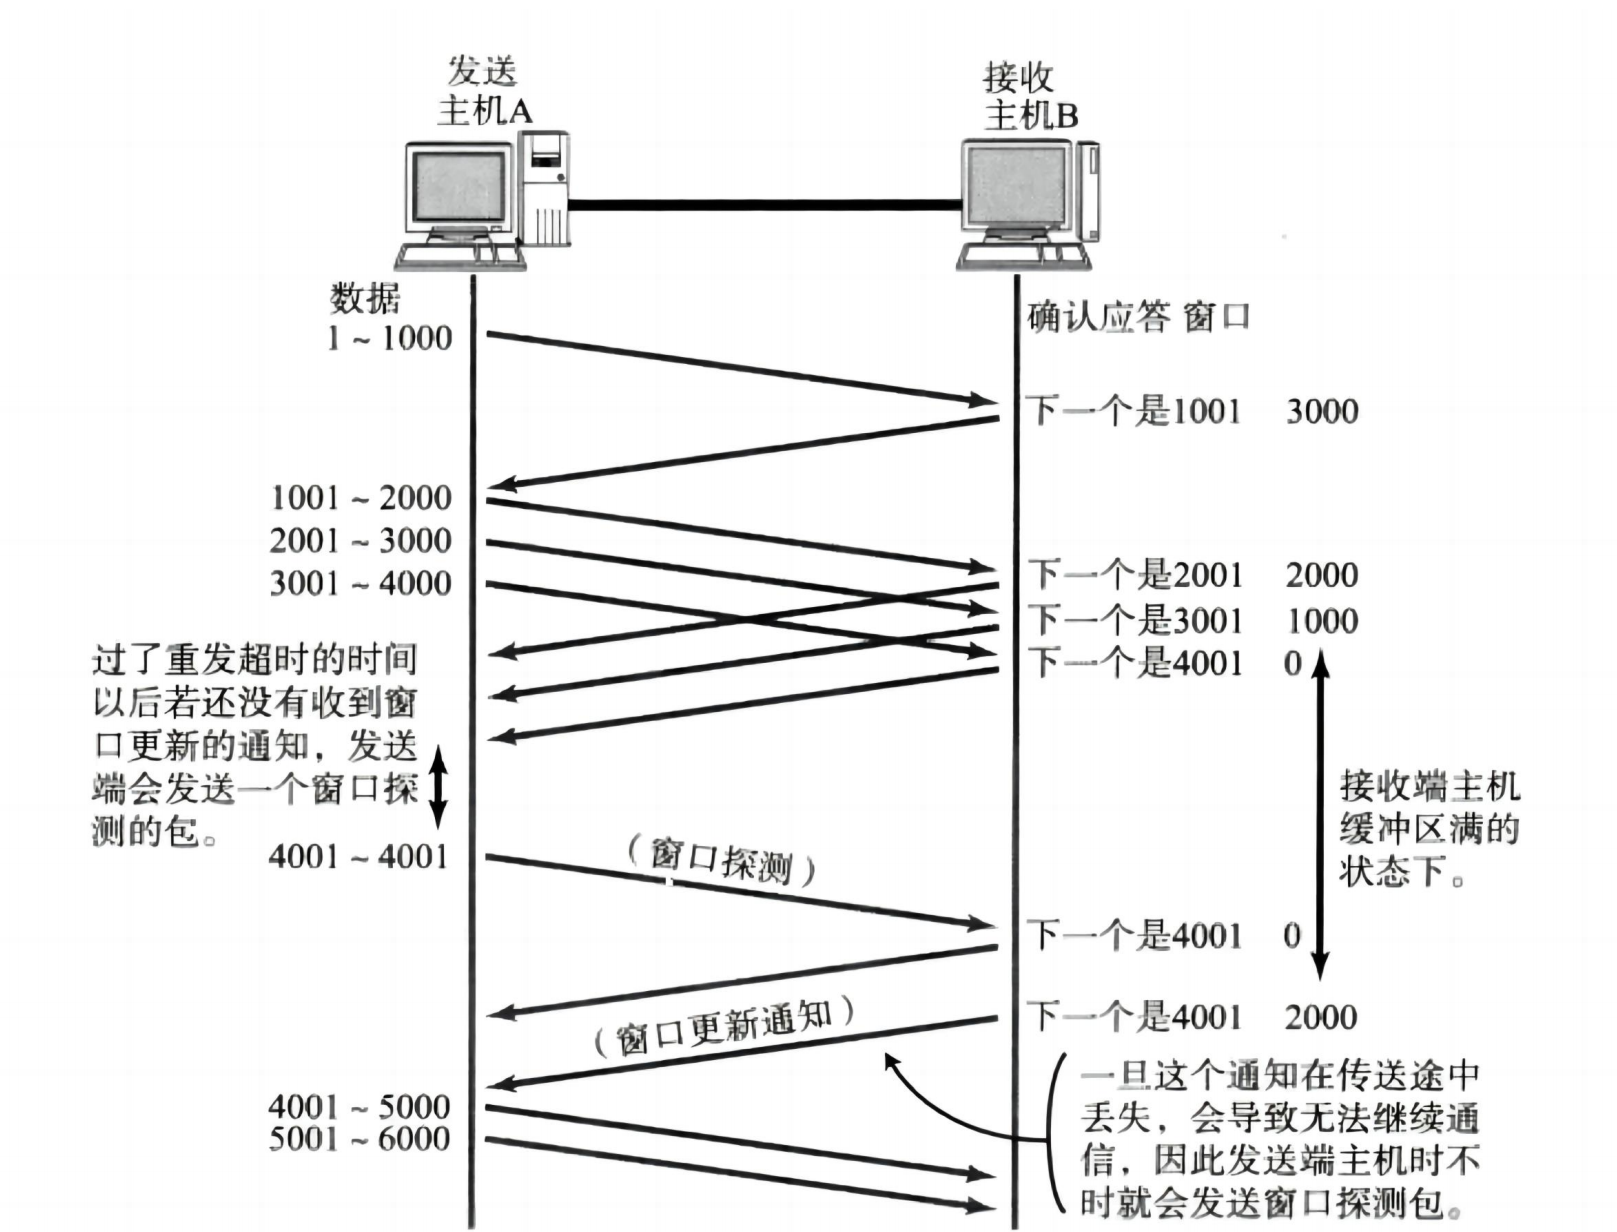 发送
主机A
接收
主机B
数据
确认应答 窗口
1 ~ 1000
下一个是1001 3000
1001 ~ 2000
2001 ~ 3000
3001 ~ 4000
下一个是2001 2000
下一个是3001 1000
下一个是4001 0
过了重发超时的时间
以后若还没有收到窗
口更新的通知，发送
端会发送一个窗口探
测的包。
接收端主机
缓冲区满的
状态下。
4001 ~ 4001
（窗口探测）
下一个是4001 0
（窗口更新通知）
下一个是4001 2000
4001 ~ 5000
5001 ~ 6000
一旦这个通知在传送途中
丢失，会导致无法继续通
信，因此发送端主机时不
时就会发送窗口探测包。